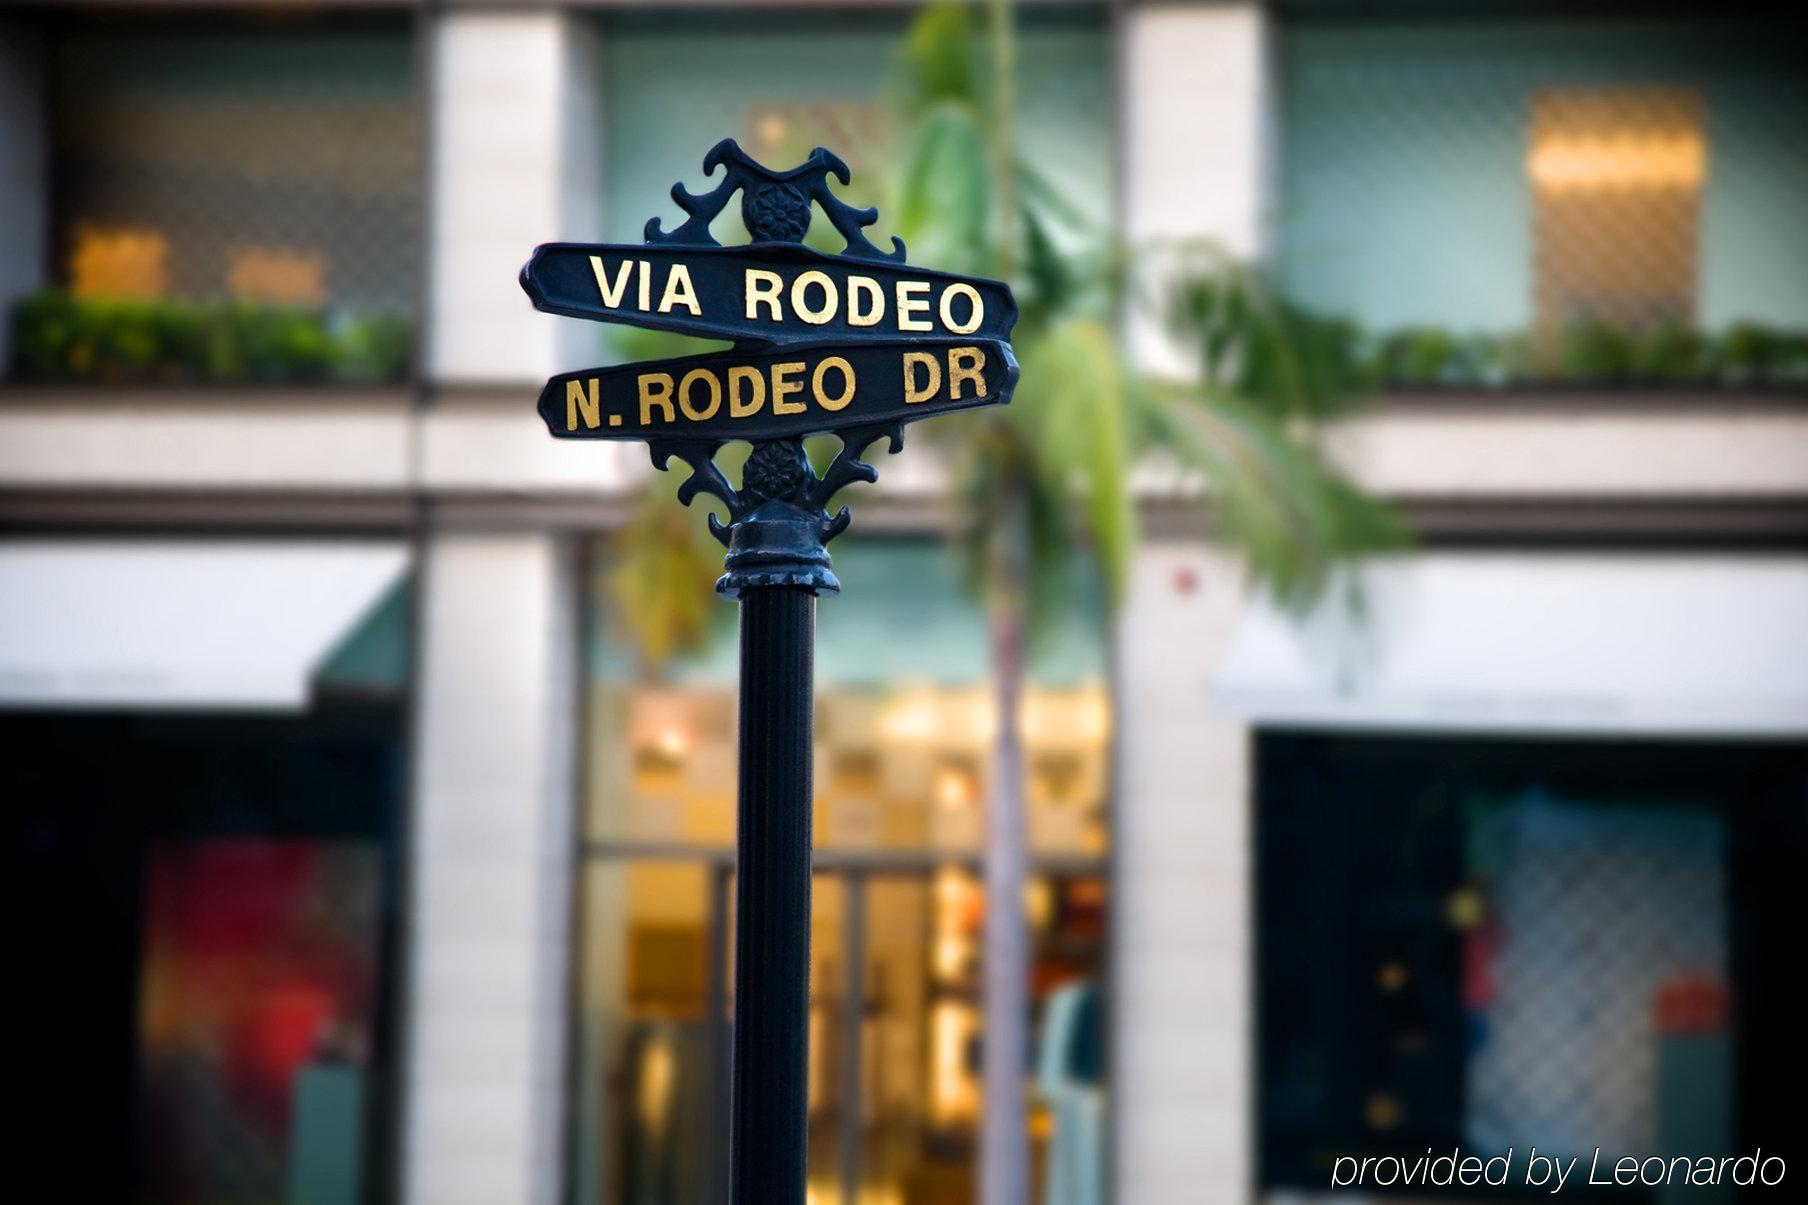 VIA RODEO
N. RODEO DR
provided by Leonardo